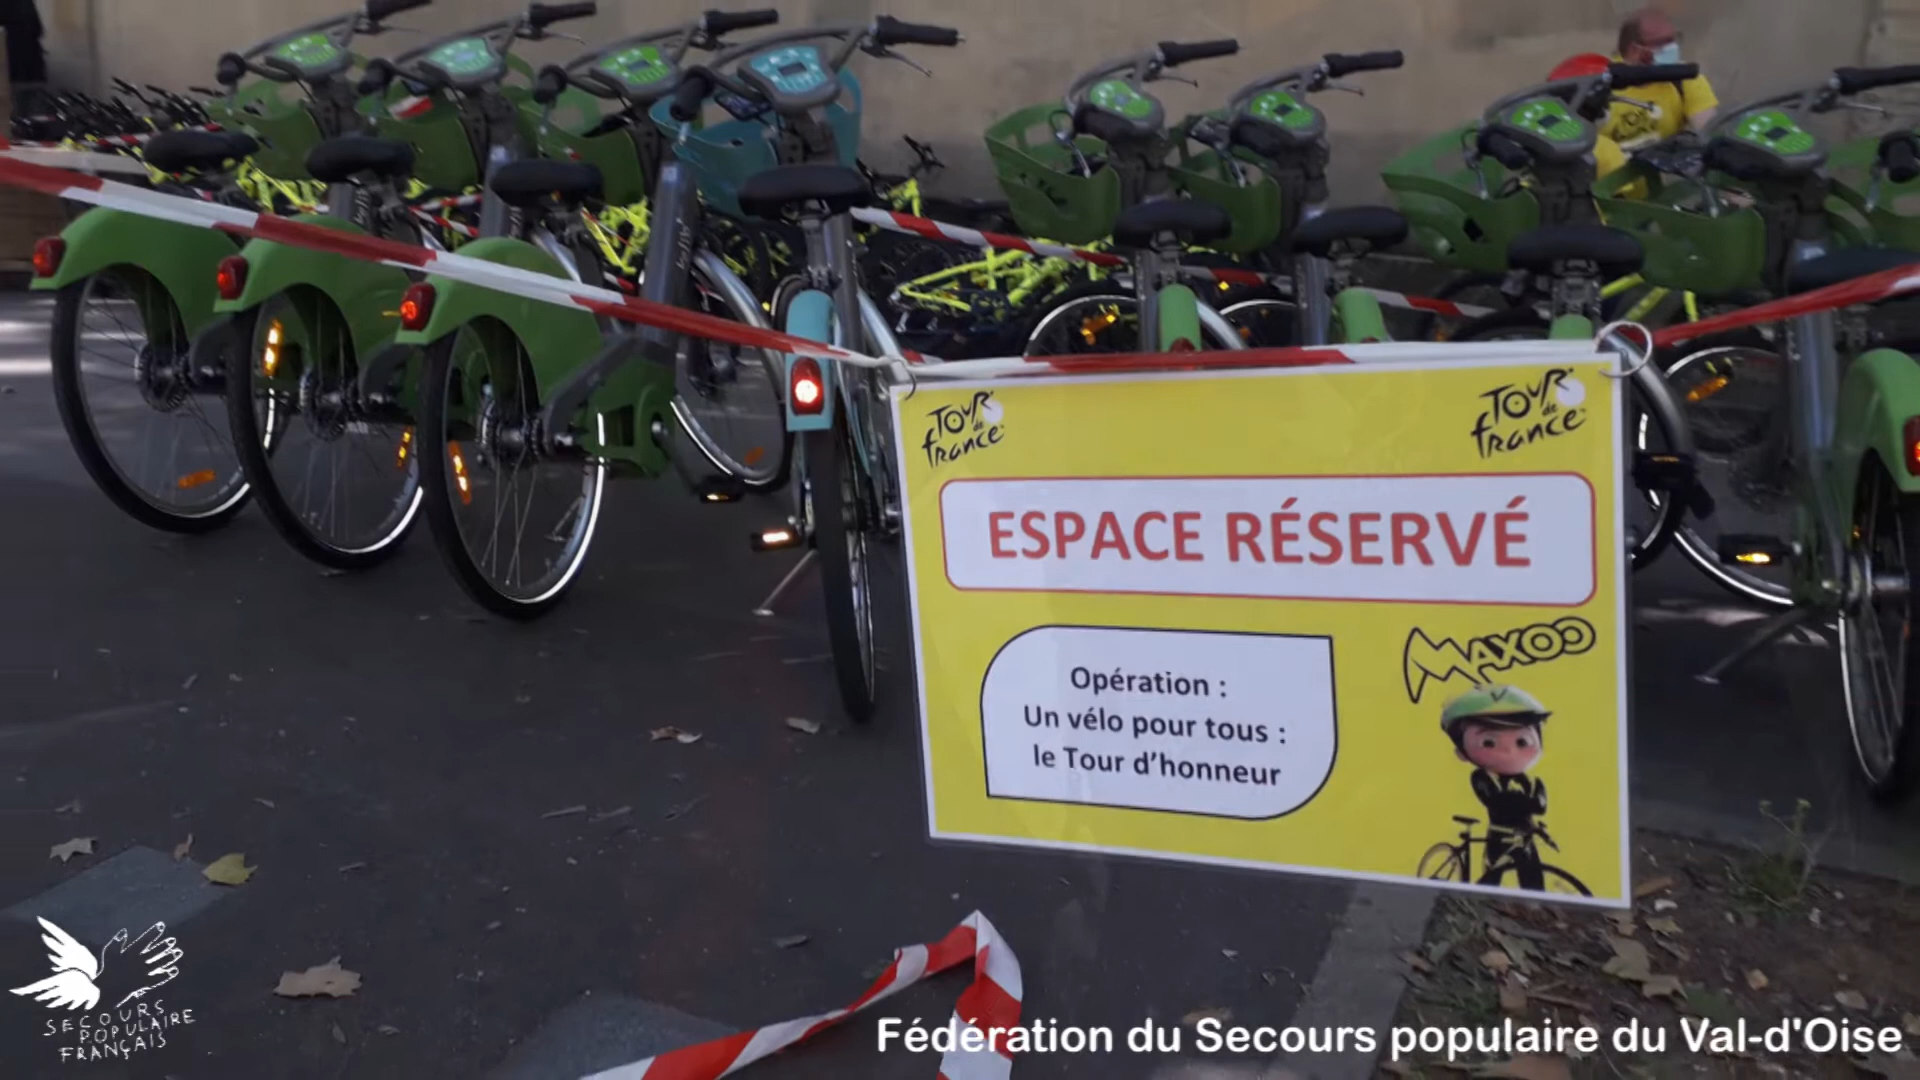 TOUR de france
TOUR de france
ESPACE RÉSERVÉ
MAXOO
Opération :
Un vélo pour tous :
le Tour d'honneur
SECOURS
POPULAIRE
FRANÇAIS
Fédération du Secours populaire du Val-d'Oise